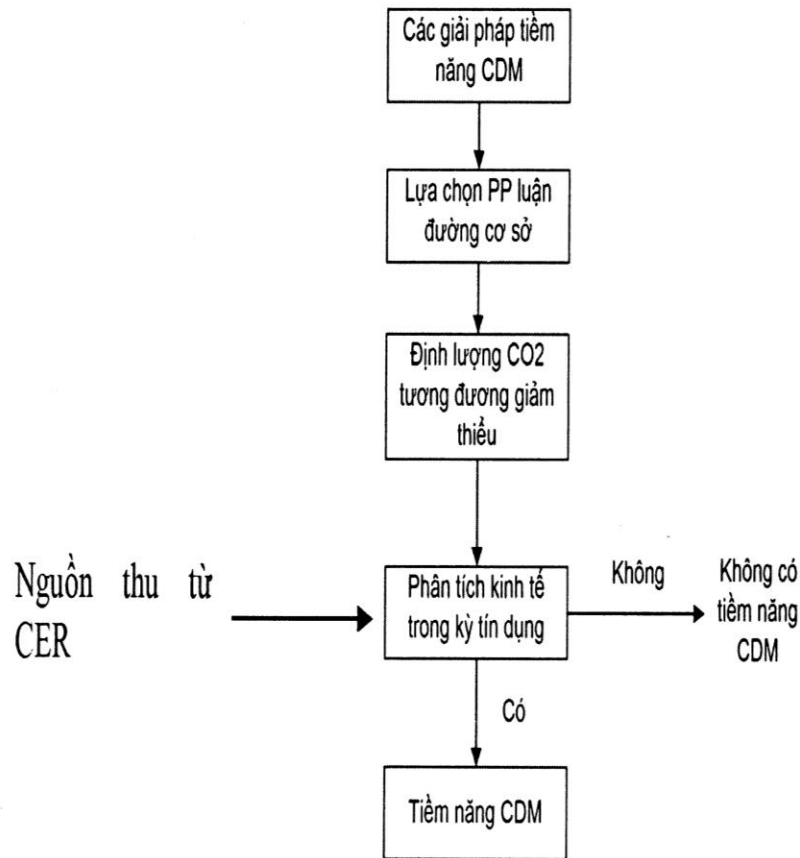 Các giải pháp tiềm
năng CDM
Lựa chọn PP luận
đường cơ sở
Định lượng CO2
tương đương giảm
thiểu
Nguồn thu từ
CER
Phân tích kinh tế
trong kỳ tín dụng
Không
Không có
tiềm năng
CDM
Có
Tiềm năng CDM